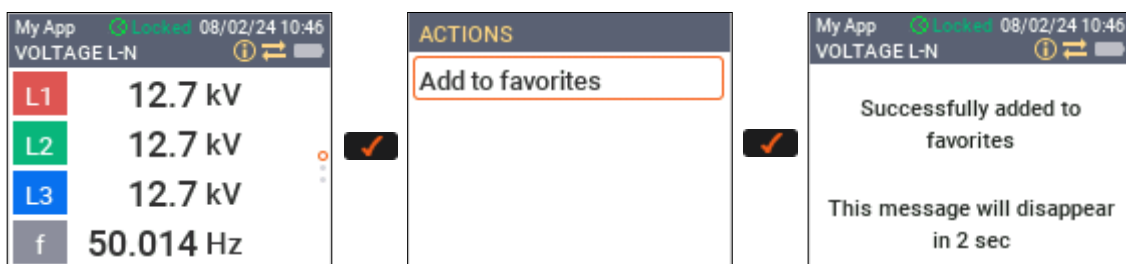 My App Locked 08/02/24 10:46
VOLTAGE L-N
L1 12.7 kV
L2 12.7 kV
L3 12.7 kV
f 50.014 Hz
ACTIONS
Add to favorites
My App Locked 08/02/24 10:46
VOLTAGE L-N
Successfully added to
favorites
This message will disappear
in 2 sec